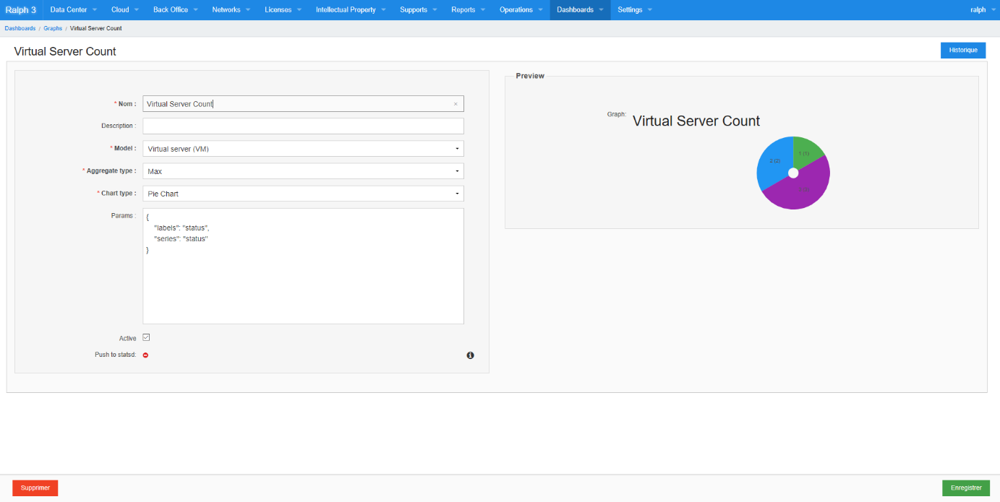 Ralph 3 Data Center Cloud Back Office Networks Licenses Intellectual Property Supports Reports Operations Dashboards Settings ralph
Dashboards / Graphs / Virtual Server Count
Virtual Server Count
Historique
* Nom : Virtual Server Count ×
Description :
* Model : Virtual server (VM)
* Aggregate type : Max
* Chart type : Pie Chart
Params :
{
"labels": "status",
"series": "status"
}
Active
Push to statsd:
Preview
Graph: Virtual Server Count
1 (1)
2 (2)
Supprimer
Enregistrer